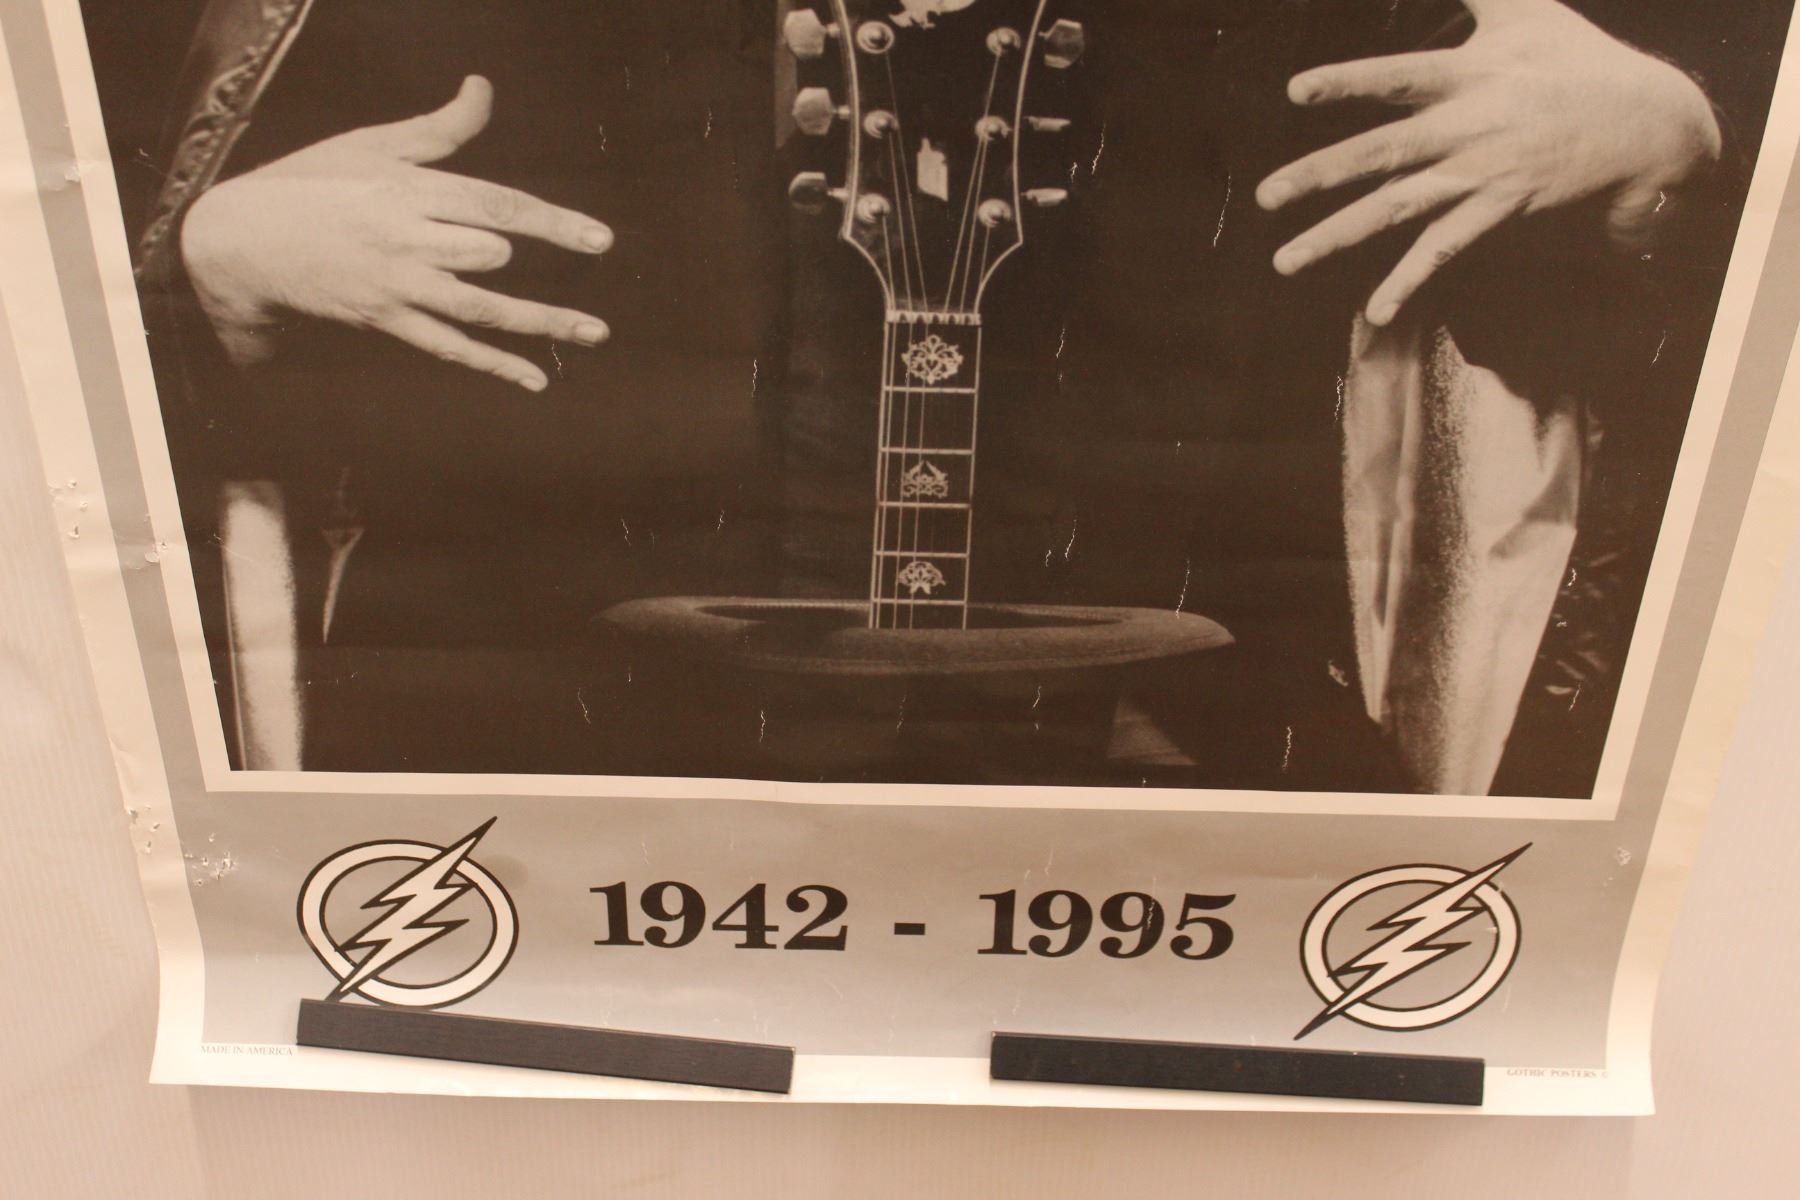 1942 - 1995
MADE IN AMERICA
GOTHIC POSTERS ©